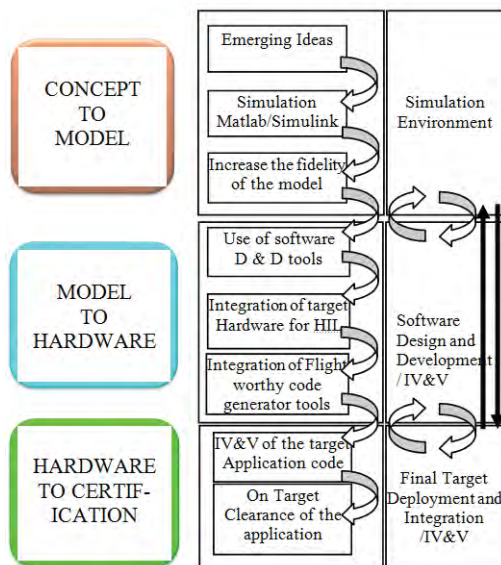 CONCEPT
TO
MODEL
Emerging Ideas
Simulation
Matlab/Simulink
Increase the fidelity
of the model
Simulation
Environment
MODEL
TO
HARDWARE
Use of software
D & D tools
Integration of target
Hardware for HIL
Integration of Flight
worthy code
generator tools
Software
Design and
Development
/ IV&V
HARDWARE
TO CERTIF-
ICATION
IV&V of the target
Application code
On Target
Clearance of the
application
Final Target
Deployment and
Integration
/IV&V